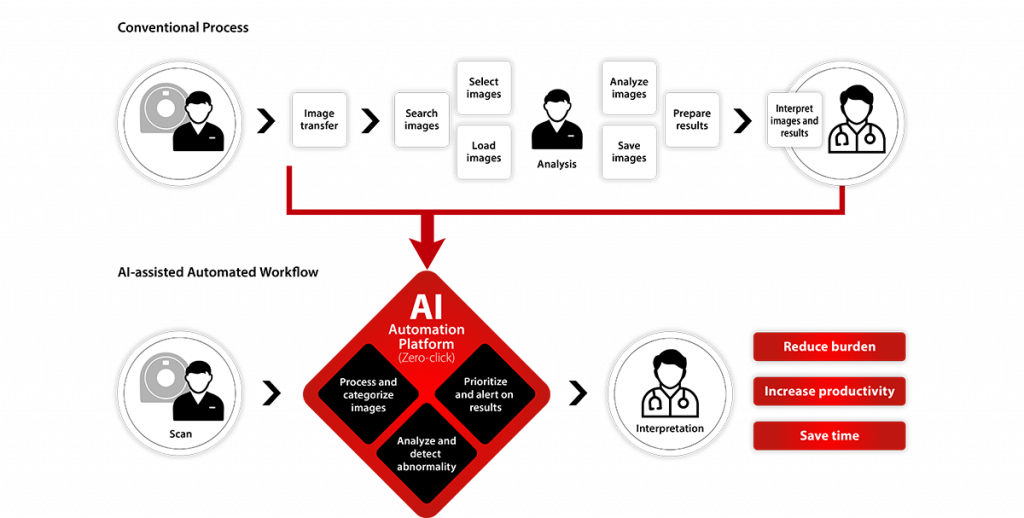 Conventional Process
Image
transfer
Search
images
Select
images
Load
images
Analysis
Analyze
images
Save
images
Prepare
results
Interpret
images and
results
AI-assisted Automated Workflow
Scan
AI
Automation
Platform
(Zero-click)
Process and
categorize
images
Prioritize
and alert on
results
Analyze and
detect
abnormality
Interpretation
Reduce burden
Increase productivity
Save time